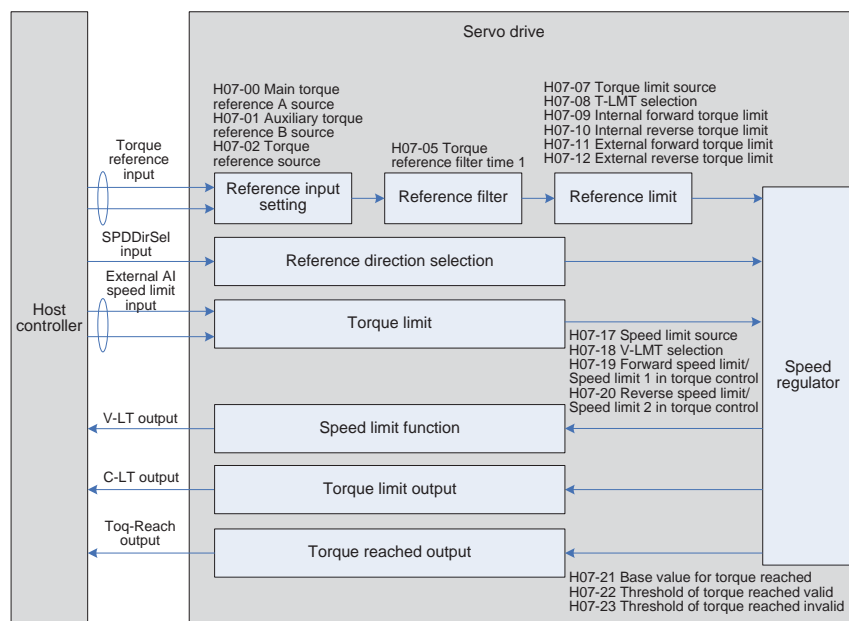 Servo drive
H07-00 Main torque
reference A source
H07-01 Auxiliary torque
reference B source
H07-02 Torque
reference source
H07-05 Torque
reference filter time 1
H07-07 Torque limit source
H07-08 T-LMT selection
H07-09 Internal forward torque limit
H07-10 Internal reverse torque limit
H07-11 External forward torque limit
H07-12 External reverse torque limit
Torque
reference
input
Reference input
setting
Reference filter
Reference limit
SPDDirSel
input
Reference direction selection
External AI
speed limit
input
Torque limit
Host
controller
H07-17 Speed limit source
H07-18 V-LMT selection
H07-19 Forward speed limit/
Speed limit 1 in torque control
H07-20 Reverse speed limit/
Speed limit 2 in torque control
Speed
regulator
V-LT output
Speed limit function
C-LT output
Torque limit output
Toq-Reach
output
Torque reached output
H07-21 Base value for torque reached
H07-22 Threshold of torque reached valid
H07-23 Threshold of torque reached invalid